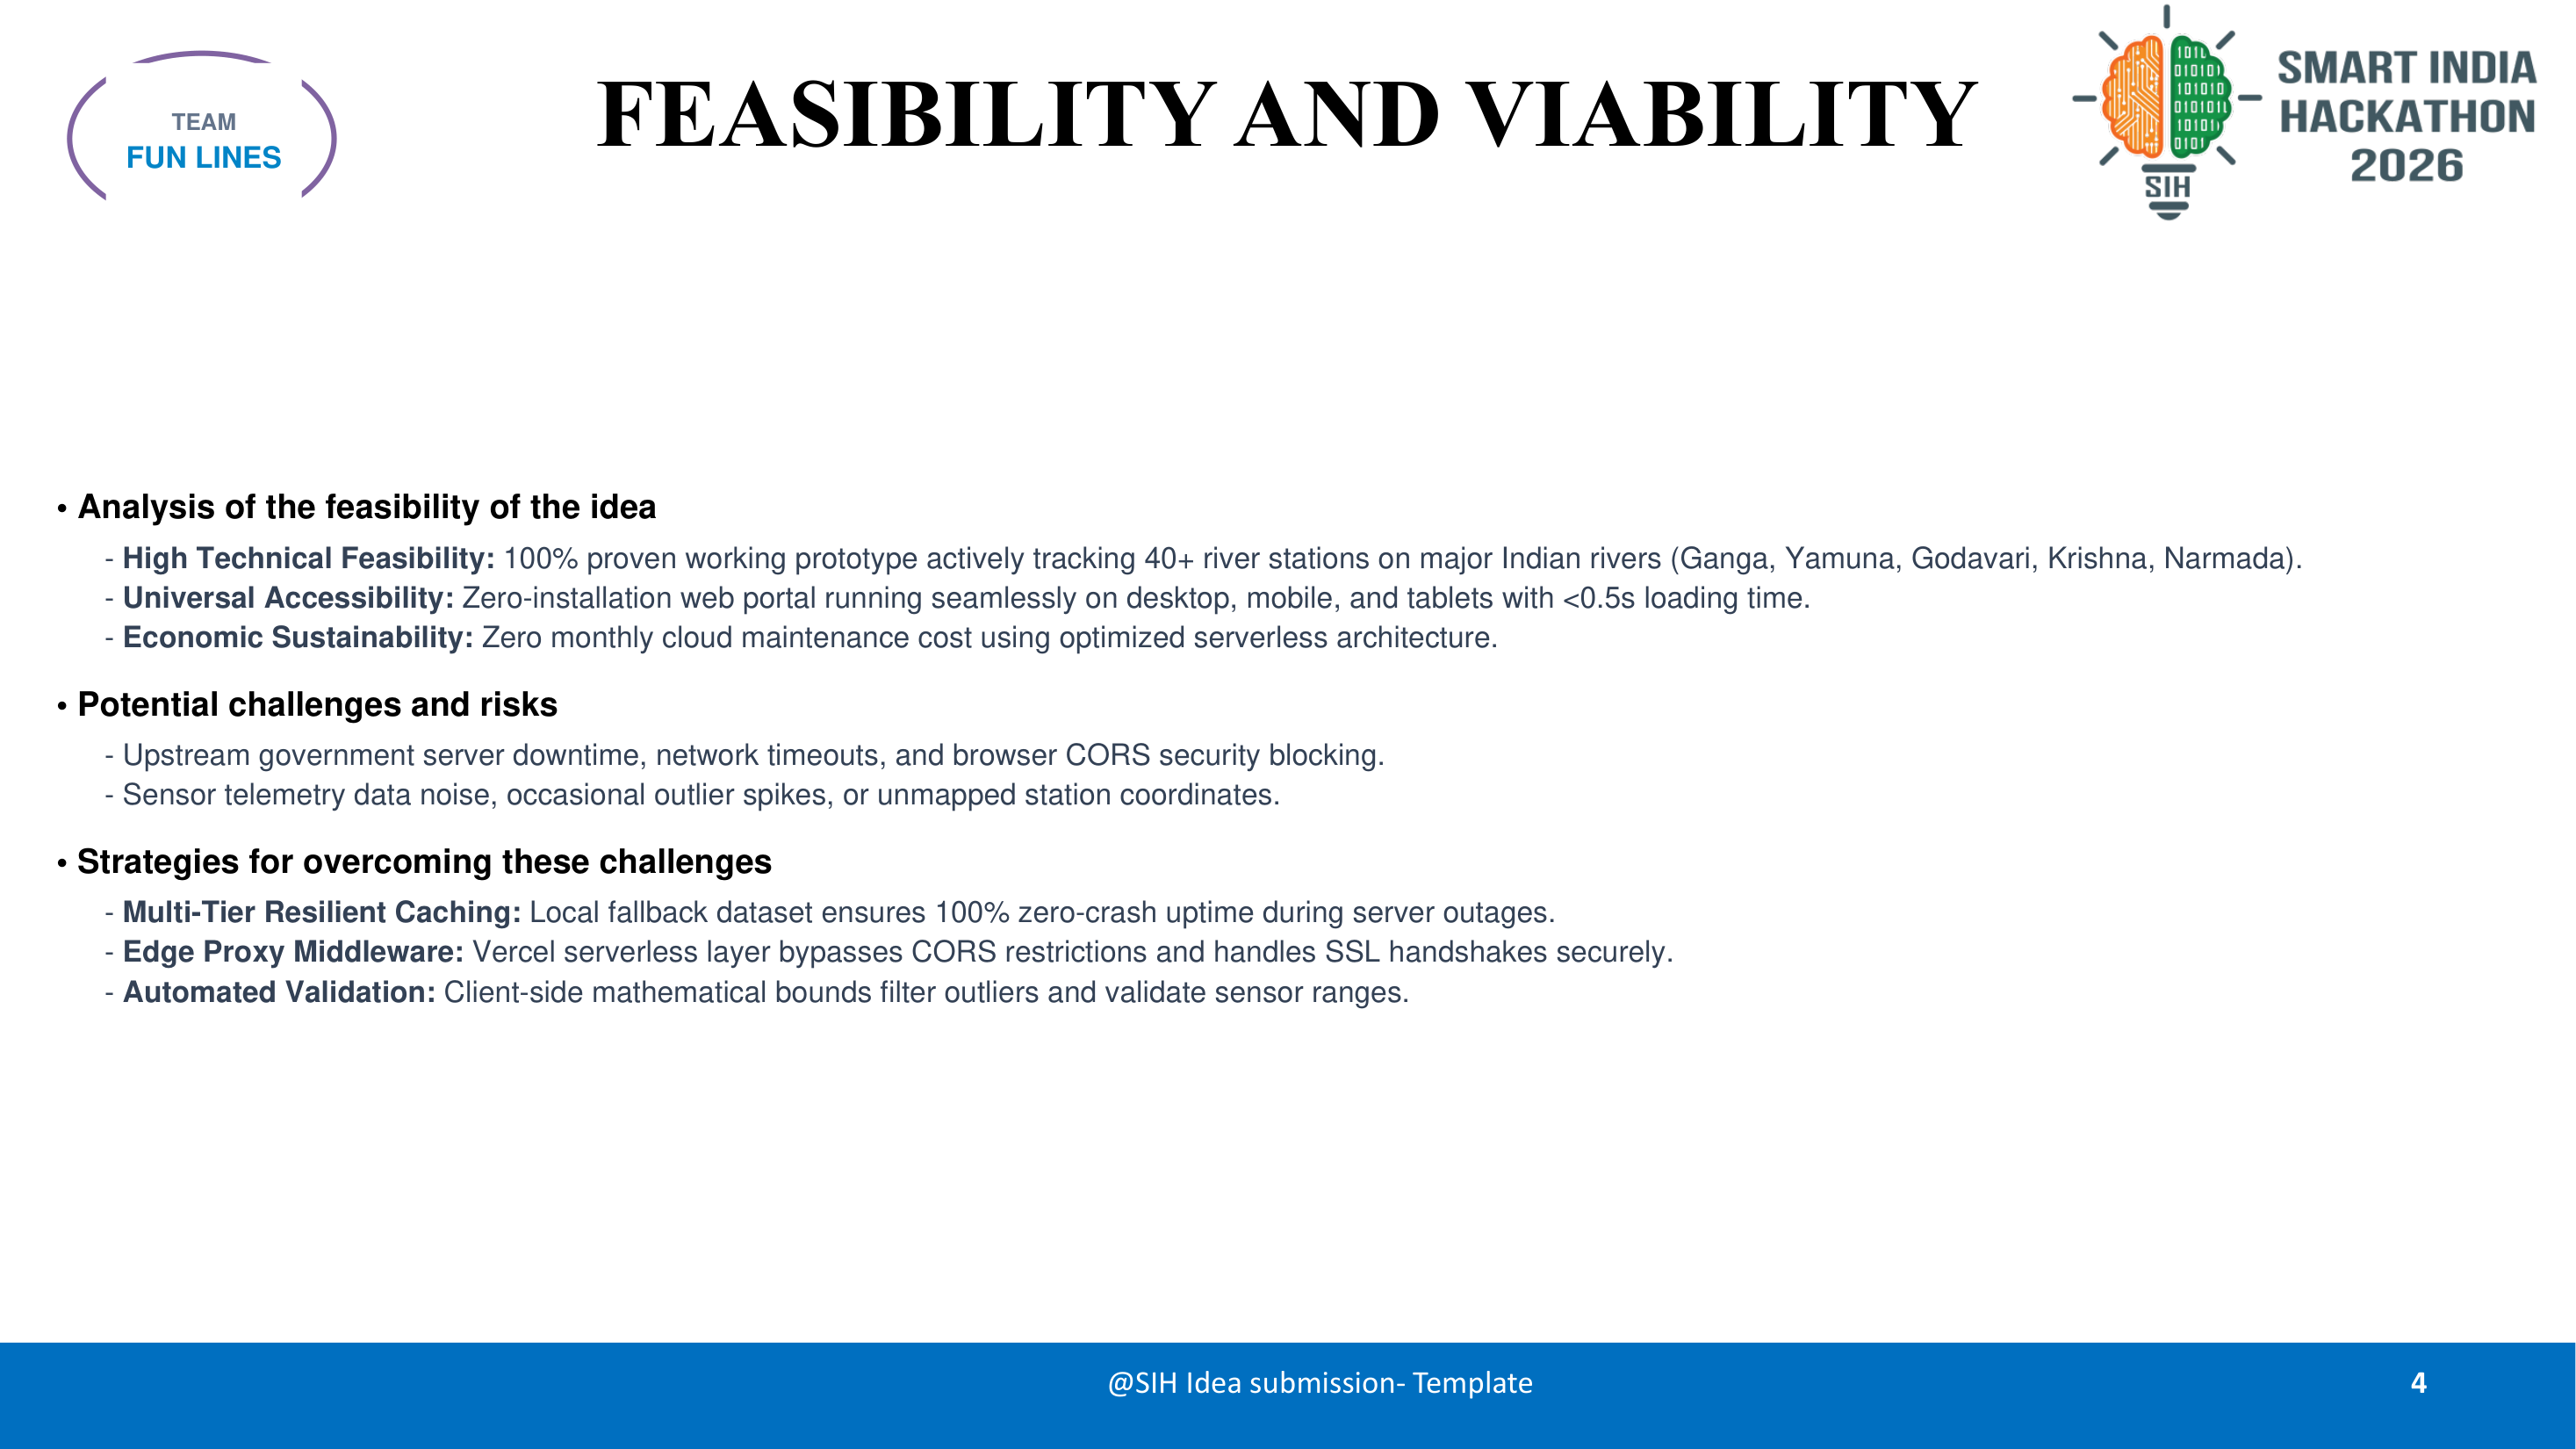 TEAM
FUN LINES
FEASIBILITY AND VIABILITY
SMART INDIA
HACKATHON
2026
101L
010101
101010
010101L
10101
0101
SIH
• Analysis of the feasibility of the idea
- High Technical Feasibility: 100% proven working prototype actively tracking 40+ river stations on major Indian rivers (Ganga, Yamuna, Godavari, Krishna, Narmada).
- Universal Accessibility: Zero-installation web portal running seamlessly on desktop, mobile, and tablets with <0.5s loading time.
- Economic Sustainability: Zero monthly cloud maintenance cost using optimized serverless architecture.
• Potential challenges and risks
- Upstream government server downtime, network timeouts, and browser CORS security blocking.
- Sensor telemetry data noise, occasional outlier spikes, or unmapped station coordinates.
• Strategies for overcoming these challenges
- Multi-Tier Resilient Caching: Local fallback dataset ensures 100% zero-crash uptime during server outages.
- Edge Proxy Middleware: Vercel serverless layer bypasses CORS restrictions and handles SSL handshakes securely.
- Automated Validation: Client-side mathematical bounds filter outliers and validate sensor ranges.
@SIH Idea submission- Template
4